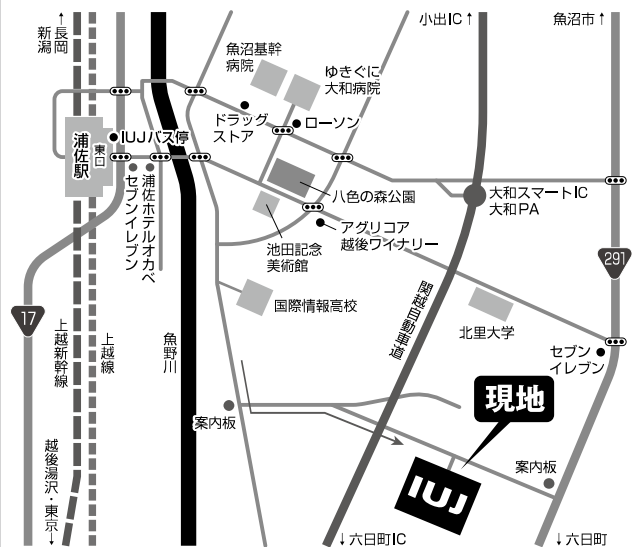 ↑長岡
新潟
小出IC↑
魚沼市↑
魚沼基幹
病院
ゆきぐに
大和病院
ドラッグ
ストア
ローソン
IUJバス停
浦佐駅
東口
浦佐ホテルオカベ
セブンイレブン
八色の森公園
大和スマートIC
大和PA
アグリコア
越後ワイナリー
池田記念
美術館
291
関越自動車道
国際情報高校
北里大学
17
上越新幹線
上越線
魚野川
セブン
イレブン
現地
案内板
案内板
IUJ
越後湯沢・東京↓
↓六日町IC
↓六日町